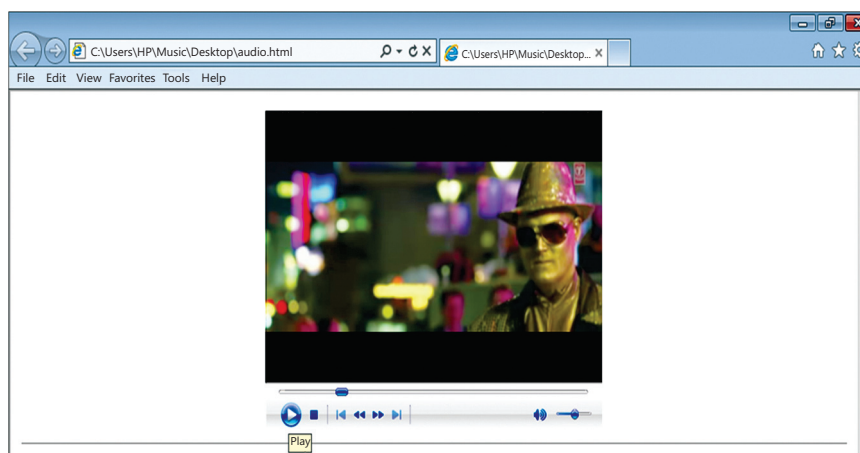 C:\Users\HP\Music\Desktop\audio.html
C:\Users\HP\Music\Desktop...
File Edit View Favorites Tools Help
Play